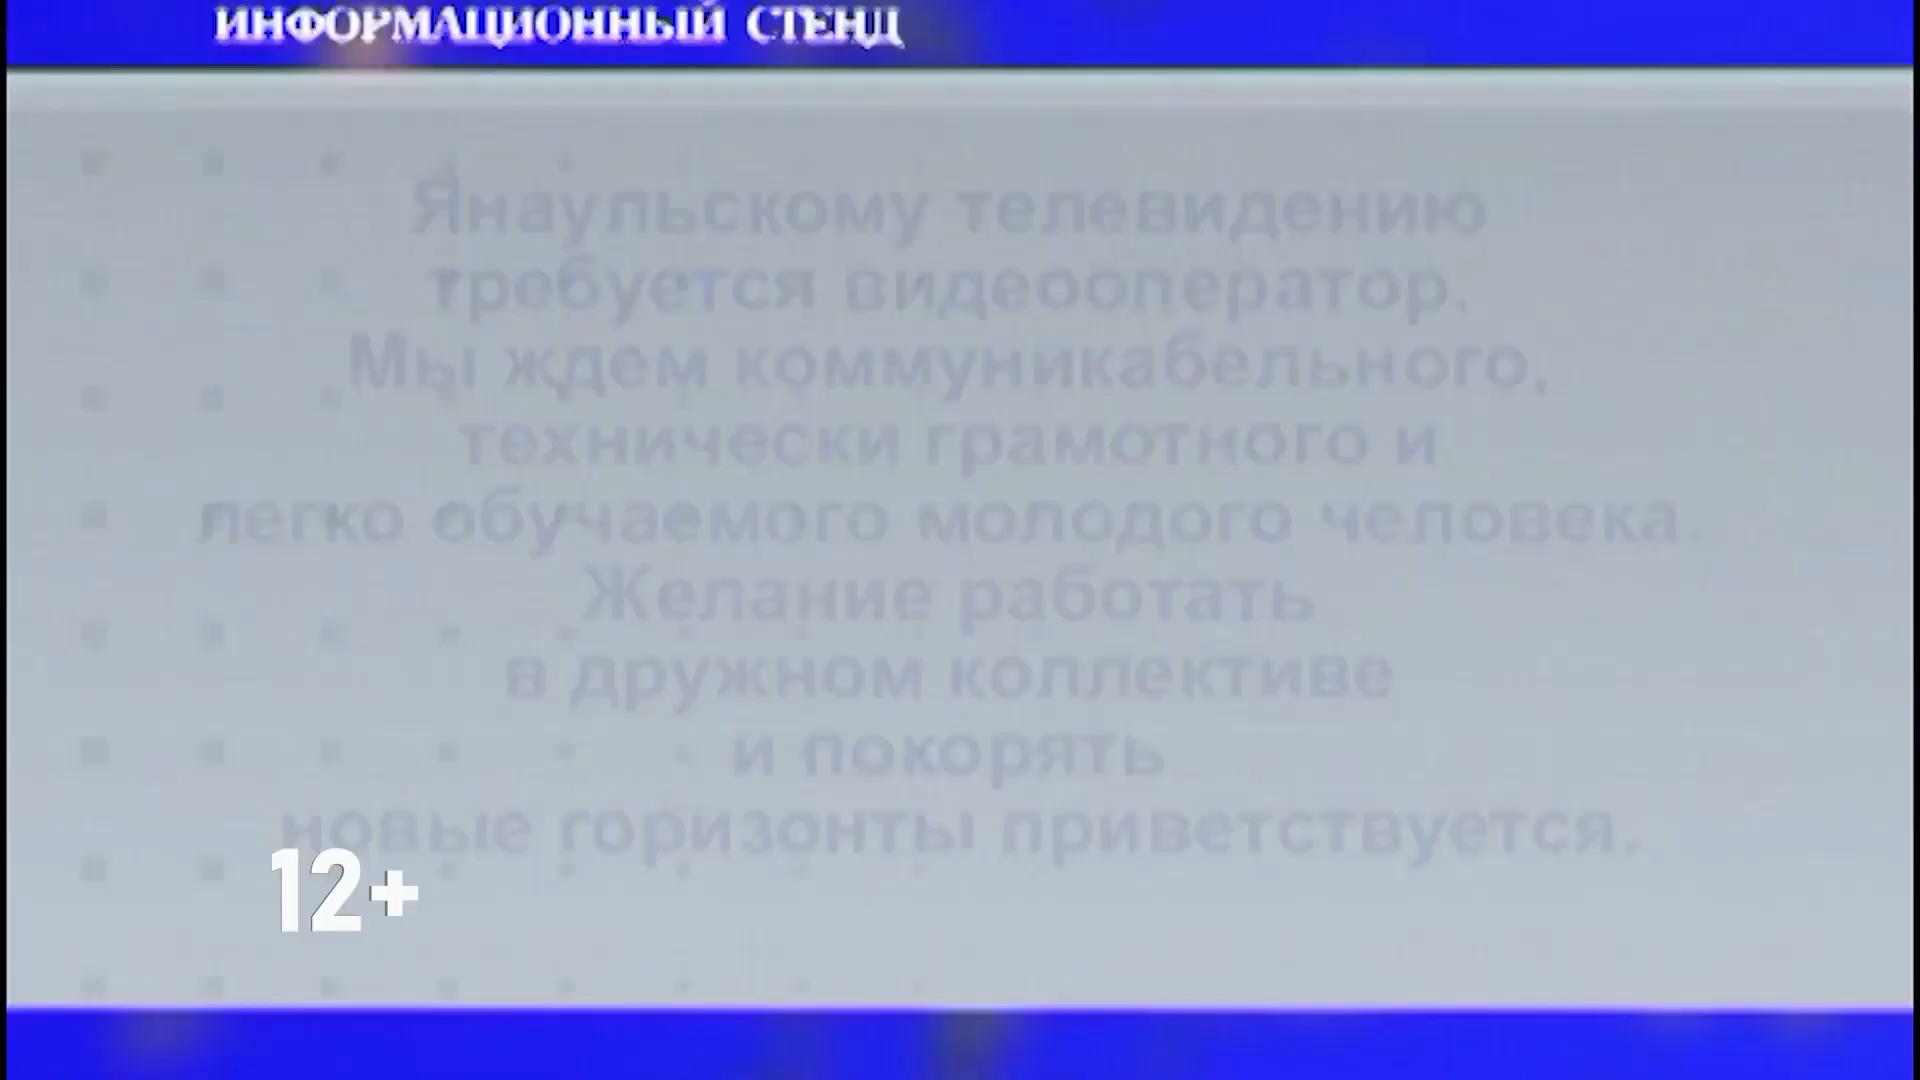 ИНФОРМАЦИОННЫЙ СТЕНД
Янаульскому телевидению
требуется видеооператор.
Мы ждем коммуникабельного,
технически грамотного и
легко обучаемого молодого человека.
Желание работать
в дружном коллективе
и покорять
новые горизонты приветствуется.
12+